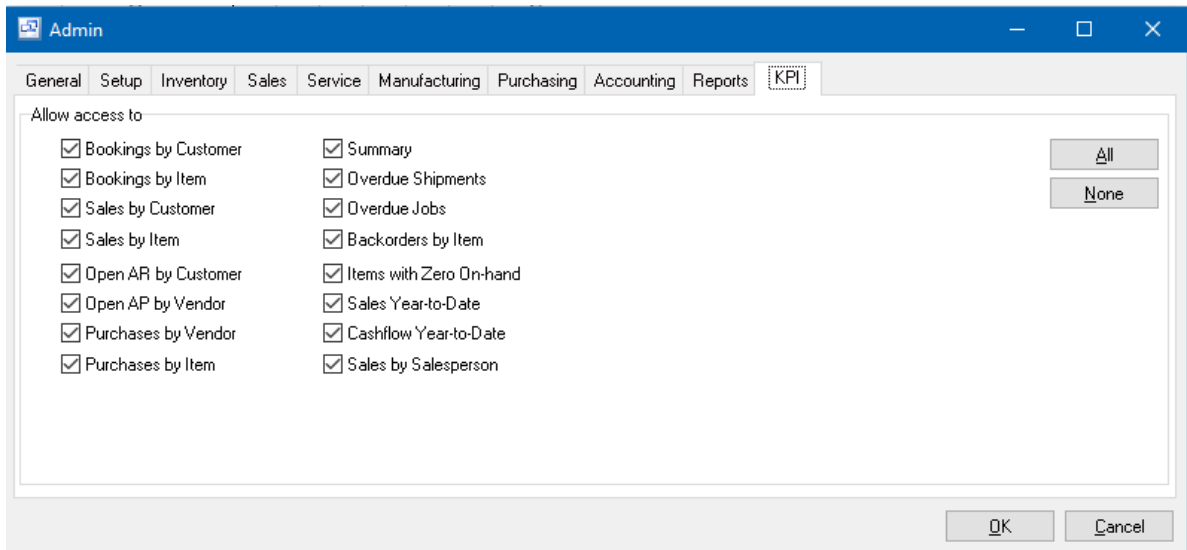 Admin
General Setup Inventory Sales Service Manufacturing Purchasing Accounting Reports KPI
Allow access to
Bookings by Customer
Bookings by Item
Sales by Customer
Sales by Item
Open AR by Customer
Open AP by Vendor
Purchases by Vendor
Purchases by Item
Summary
Overdue Shipments
Overdue Jobs
Backorders by Item
Items with Zero On-hand
Sales Year-to-Date
Cashflow Year-to-Date
Sales by Salesperson
All
None
OK Cancel